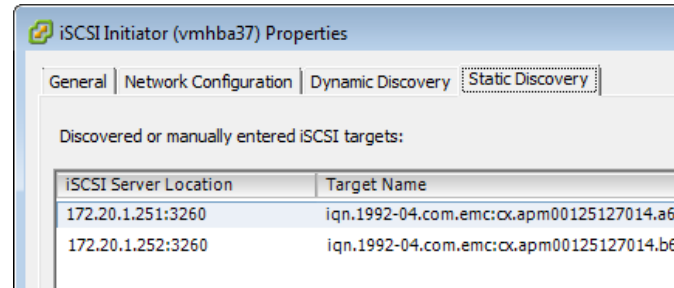 iSCSI Initiator (vmhba37) Properties
General Network Configuration Dynamic Discovery Static Discovery
Discovered or manually entered iSCSI targets:
iSCSI Server Location Target Name
172.20.1.251:3260 iqn.1992-04.com.emc:cx.apm00125127014.a6
172.20.1.252:3260 iqn.1992-04.com.emc:cx.apm00125127014.b6